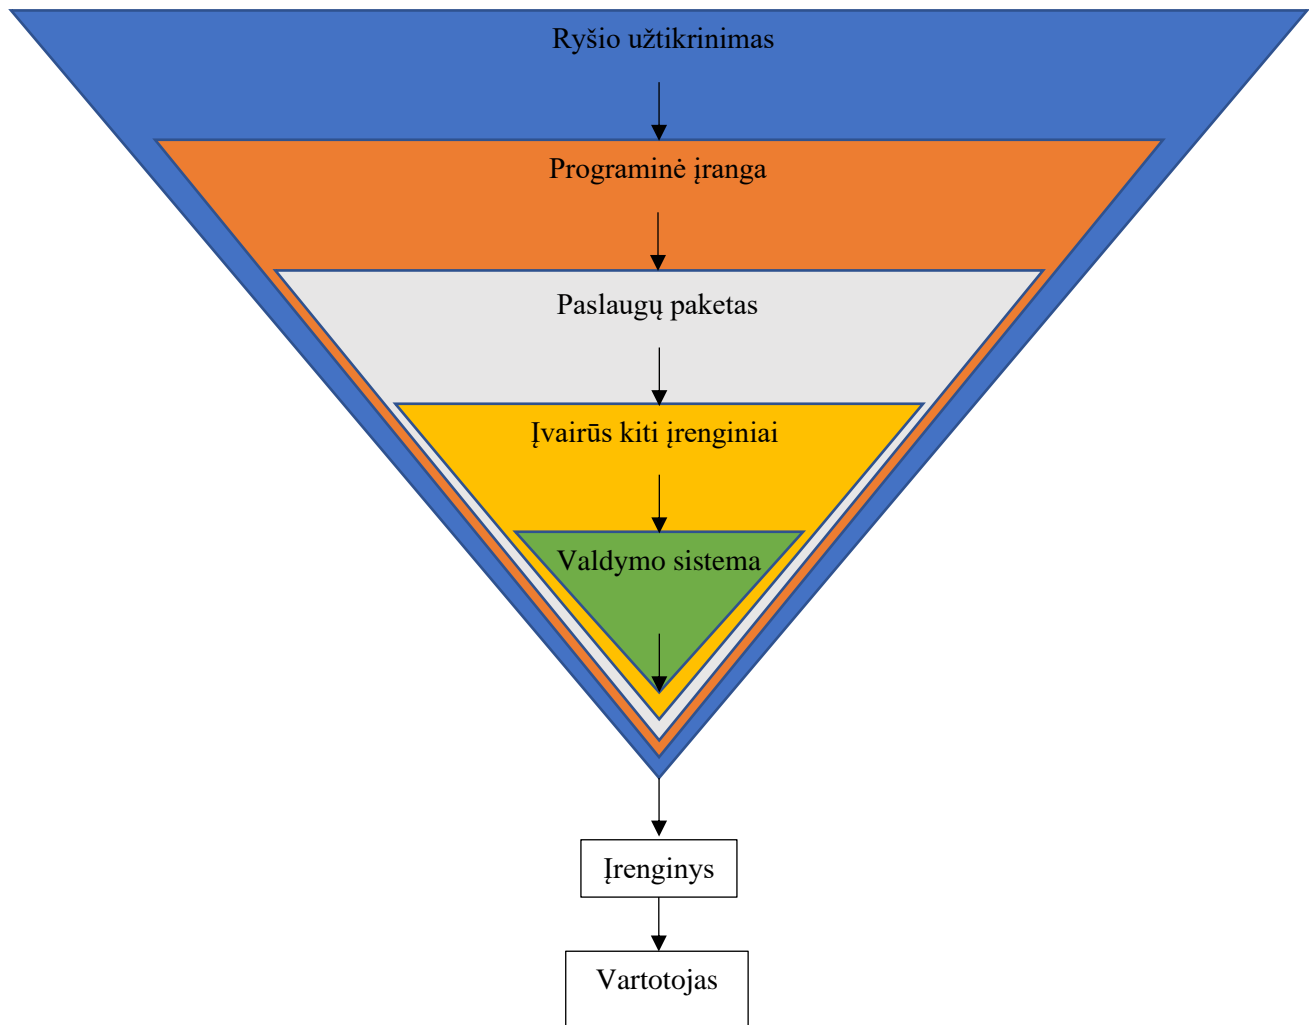 Ryšio užtikrinimas
Programinė įranga
Paslaugų paketas
Įvairūs kiti įrenginiai
Valdymo sistema
Įrenginys
Vartotojas